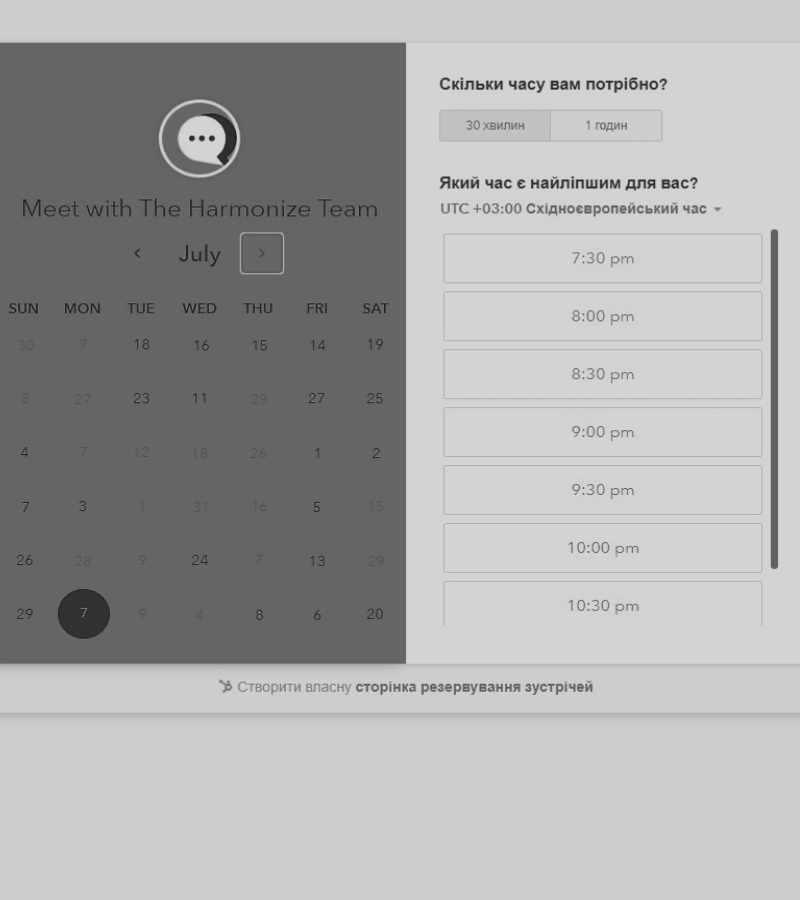 Meet with The Harmonize Team
July
SUN MON TUE WED THU FRI SAT
30 7 18 16 15 14 19
8 27 23 11 29 27 25
4 7 12 18 26 1 2
7 3 1 31 16 5 15
26 28 9 24 7 13 29
29 7 9 4 8 6 20
Скільки часу вам потрібно?
30 хвилин 1 годин
Який час є найліпшим для вас?
UTC +03:00 Східноєвропейський час
7:30 pm
8:00 pm
8:30 pm
9:00 pm
9:30 pm
10:00 pm
10:30 pm
Створити власну сторінка резервування зустрічей